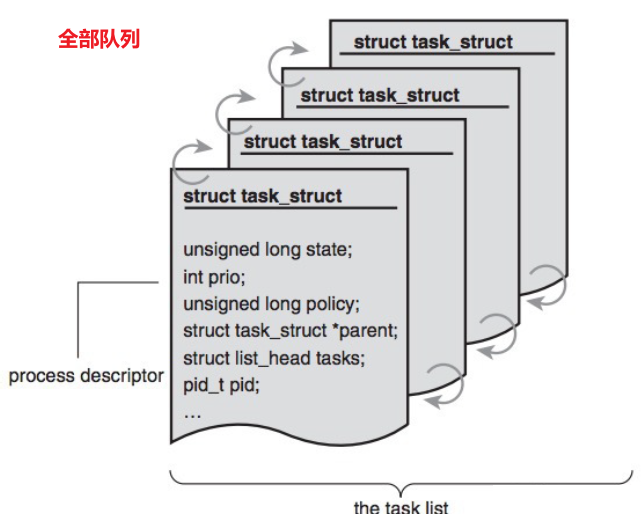 全部队列
struct task_struct
struct task_struct
struct task_struct
struct task_struct
unsigned long state;
int prio;
unsigned long policy;
struct task_struct *parent;
struct list_head tasks;
pid_t pid;
...
process descriptor
the task list